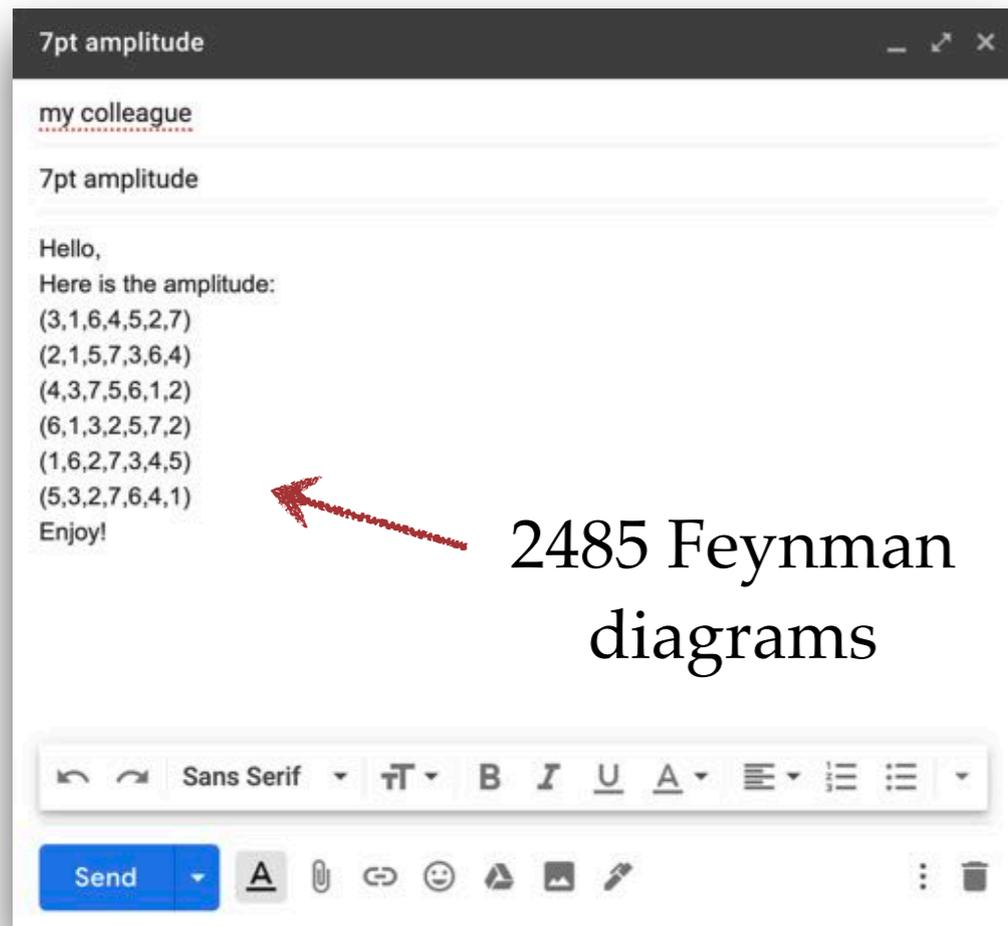 7pt amplitude
my colleague
7pt amplitude
Hello,
Here is the amplitude:
(3,1,6,4,5,2,7)
(2,1,5,7,3,6,4)
(4,3,7,5,6,1,2)
(6,1,3,2,5,7,2)
(1,6,2,7,3,4,5)
(5,3,2,7,6,4,1)
Enjoy!
2485 Feynman
diagrams
Sans Serif
Send